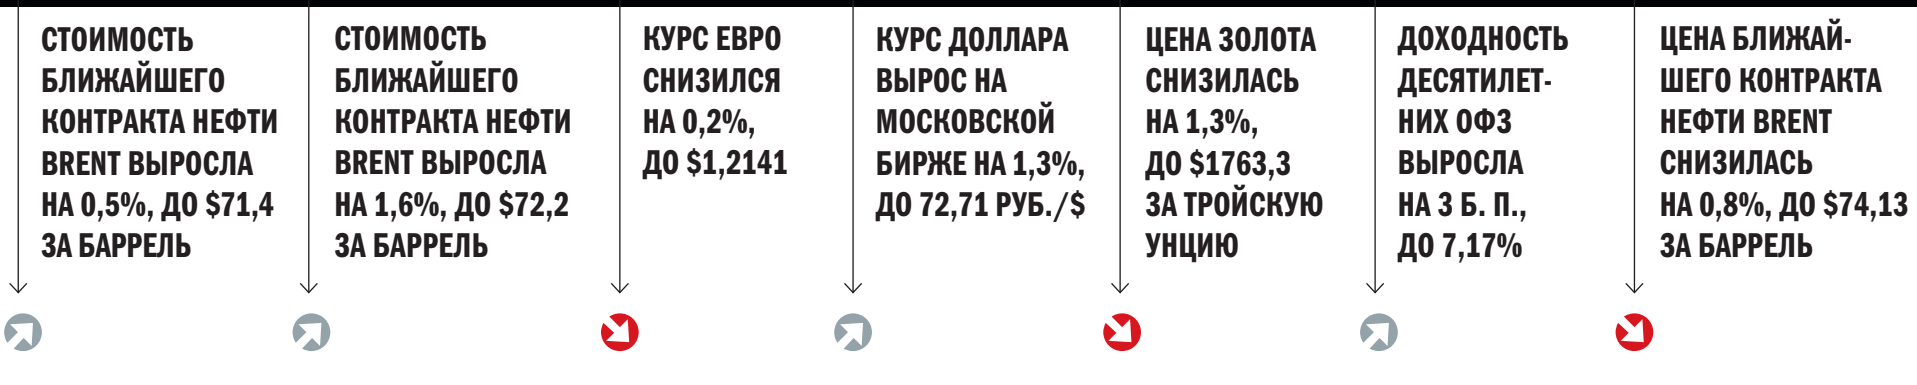 СТОИМОСТЬ
БЛИЖАЙШЕГО
КОНТРАКТА НЕФТИ
BRENT ВЫРОСЛА
НА 0,5%, ДО $71,4
ЗА БАРРЕЛЬ
СТОИМОСТЬ
БЛИЖАЙШЕГО
КОНТРАКТА НЕФТИ
BRENT ВЫРОСЛА
НА 1,6%, ДО $72,2
ЗА БАРРЕЛЬ
КУРС ЕВРО
СНИЗИЛСЯ
НА 0,2%,
ДО $1,2141
КУРС ДОЛЛАРА
ВЫРОС НА
МОСКОВСКОЙ
БИРЖЕ НА 1,3%,
ДО 72,71 РУБ./$
ЦЕНА ЗОЛОТА
СНИЗИЛАСЬ
НА 1,3%,
ДО $1763,3
ЗА ТРОЙСКУЮ
УНЦИЮ
ДОХОДНОСТЬ
ДЕСЯТИЛЕТ-
НИХ ОФЗ
ВЫРОСЛА
НА 3 Б. П.,
ДО 7,17%
ЦЕНА БЛИЖАЙ-
ШЕГО КОНТРАКТА
НЕФТИ BRENT
СНИЗИЛАСЬ
НА 0,8%, ДО $74,13
ЗА БАРРЕЛЬ